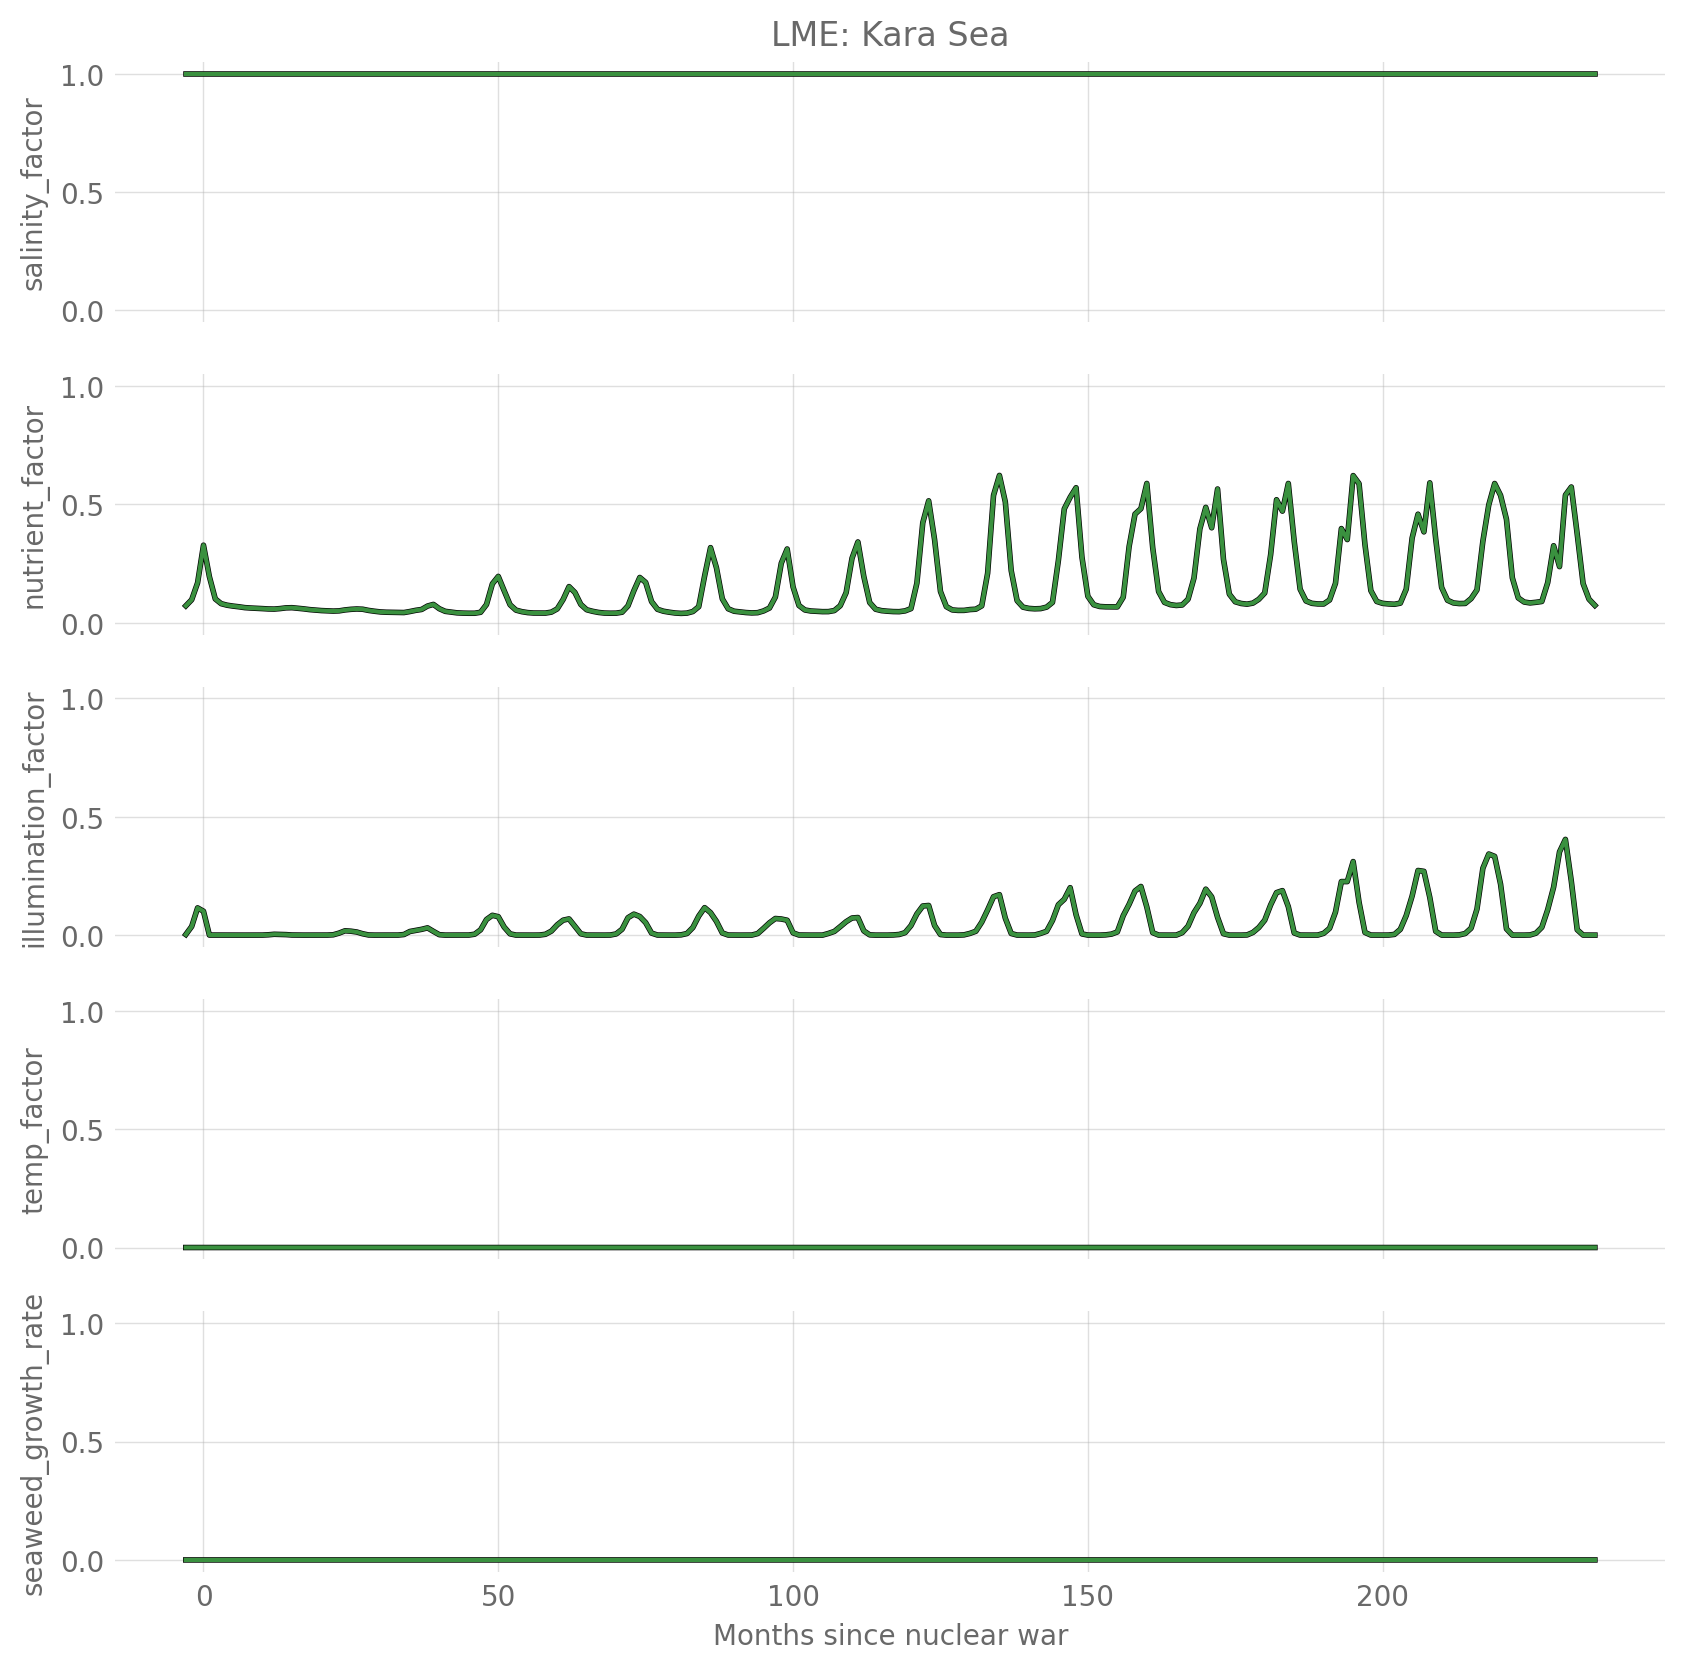 LME: Kara Sea
salinity_factor
1.0
0.5
0.0
nutrient_factor
1.0
0.5
0.0
illumination_factor
1.0
0.5
0.0
temp_factor
1.0
0.5
0.0
seaweed_growth_rate
1.0
0.5
0.0
0 50 100 150 200
Months since nuclear war